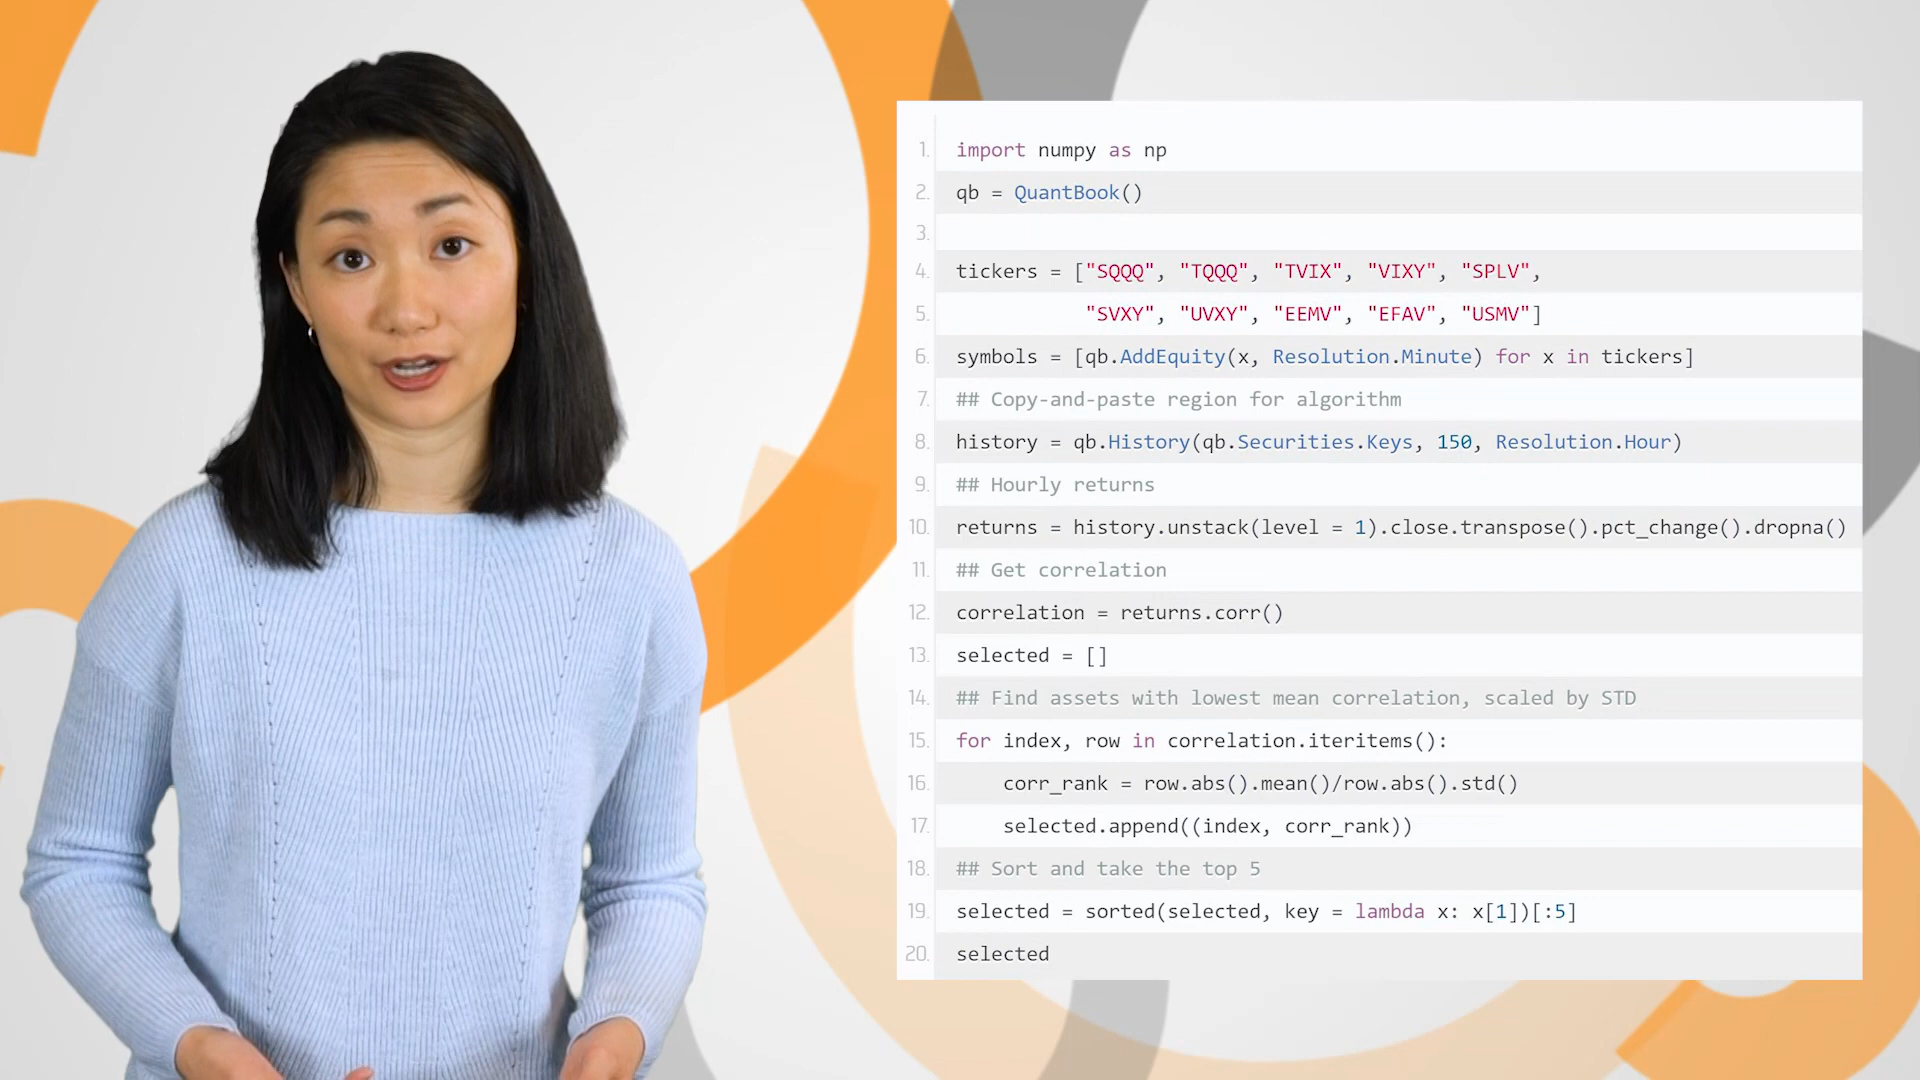 1. import numpy as np
2. qb = QuantBook()
3.
4. tickers = ["SQQQ", "TQQQ", "TVIX", "VIXY", "SPLV",
5. "SVXY", "UVXY", "EEMV", "EFAV", "USMV"]
6. symbols = [qb.AddEquity(x, Resolution.Minute) for x in tickers]
7. ## Copy-and-paste region for algorithm
8. history = qb.History(qb.Securities.Keys, 150, Resolution.Hour)
9. ## Hourly returns
10. returns = history.unstack(level = 1).close.transpose().pct_change().dropna()
11. ## Get correlation
12. correlation = returns.corr()
13. selected = []
14. ## Find assets with lowest mean correlation, scaled by STD
15. for index, row in correlation.iteritems():
16. corr_rank = row.abs().mean()/row.abs().std()
17. selected.append((index, corr_rank))
18. ## Sort and take the top 5
19. selected = sorted(selected, key = lambda x: x[1])[:5]
20. selected